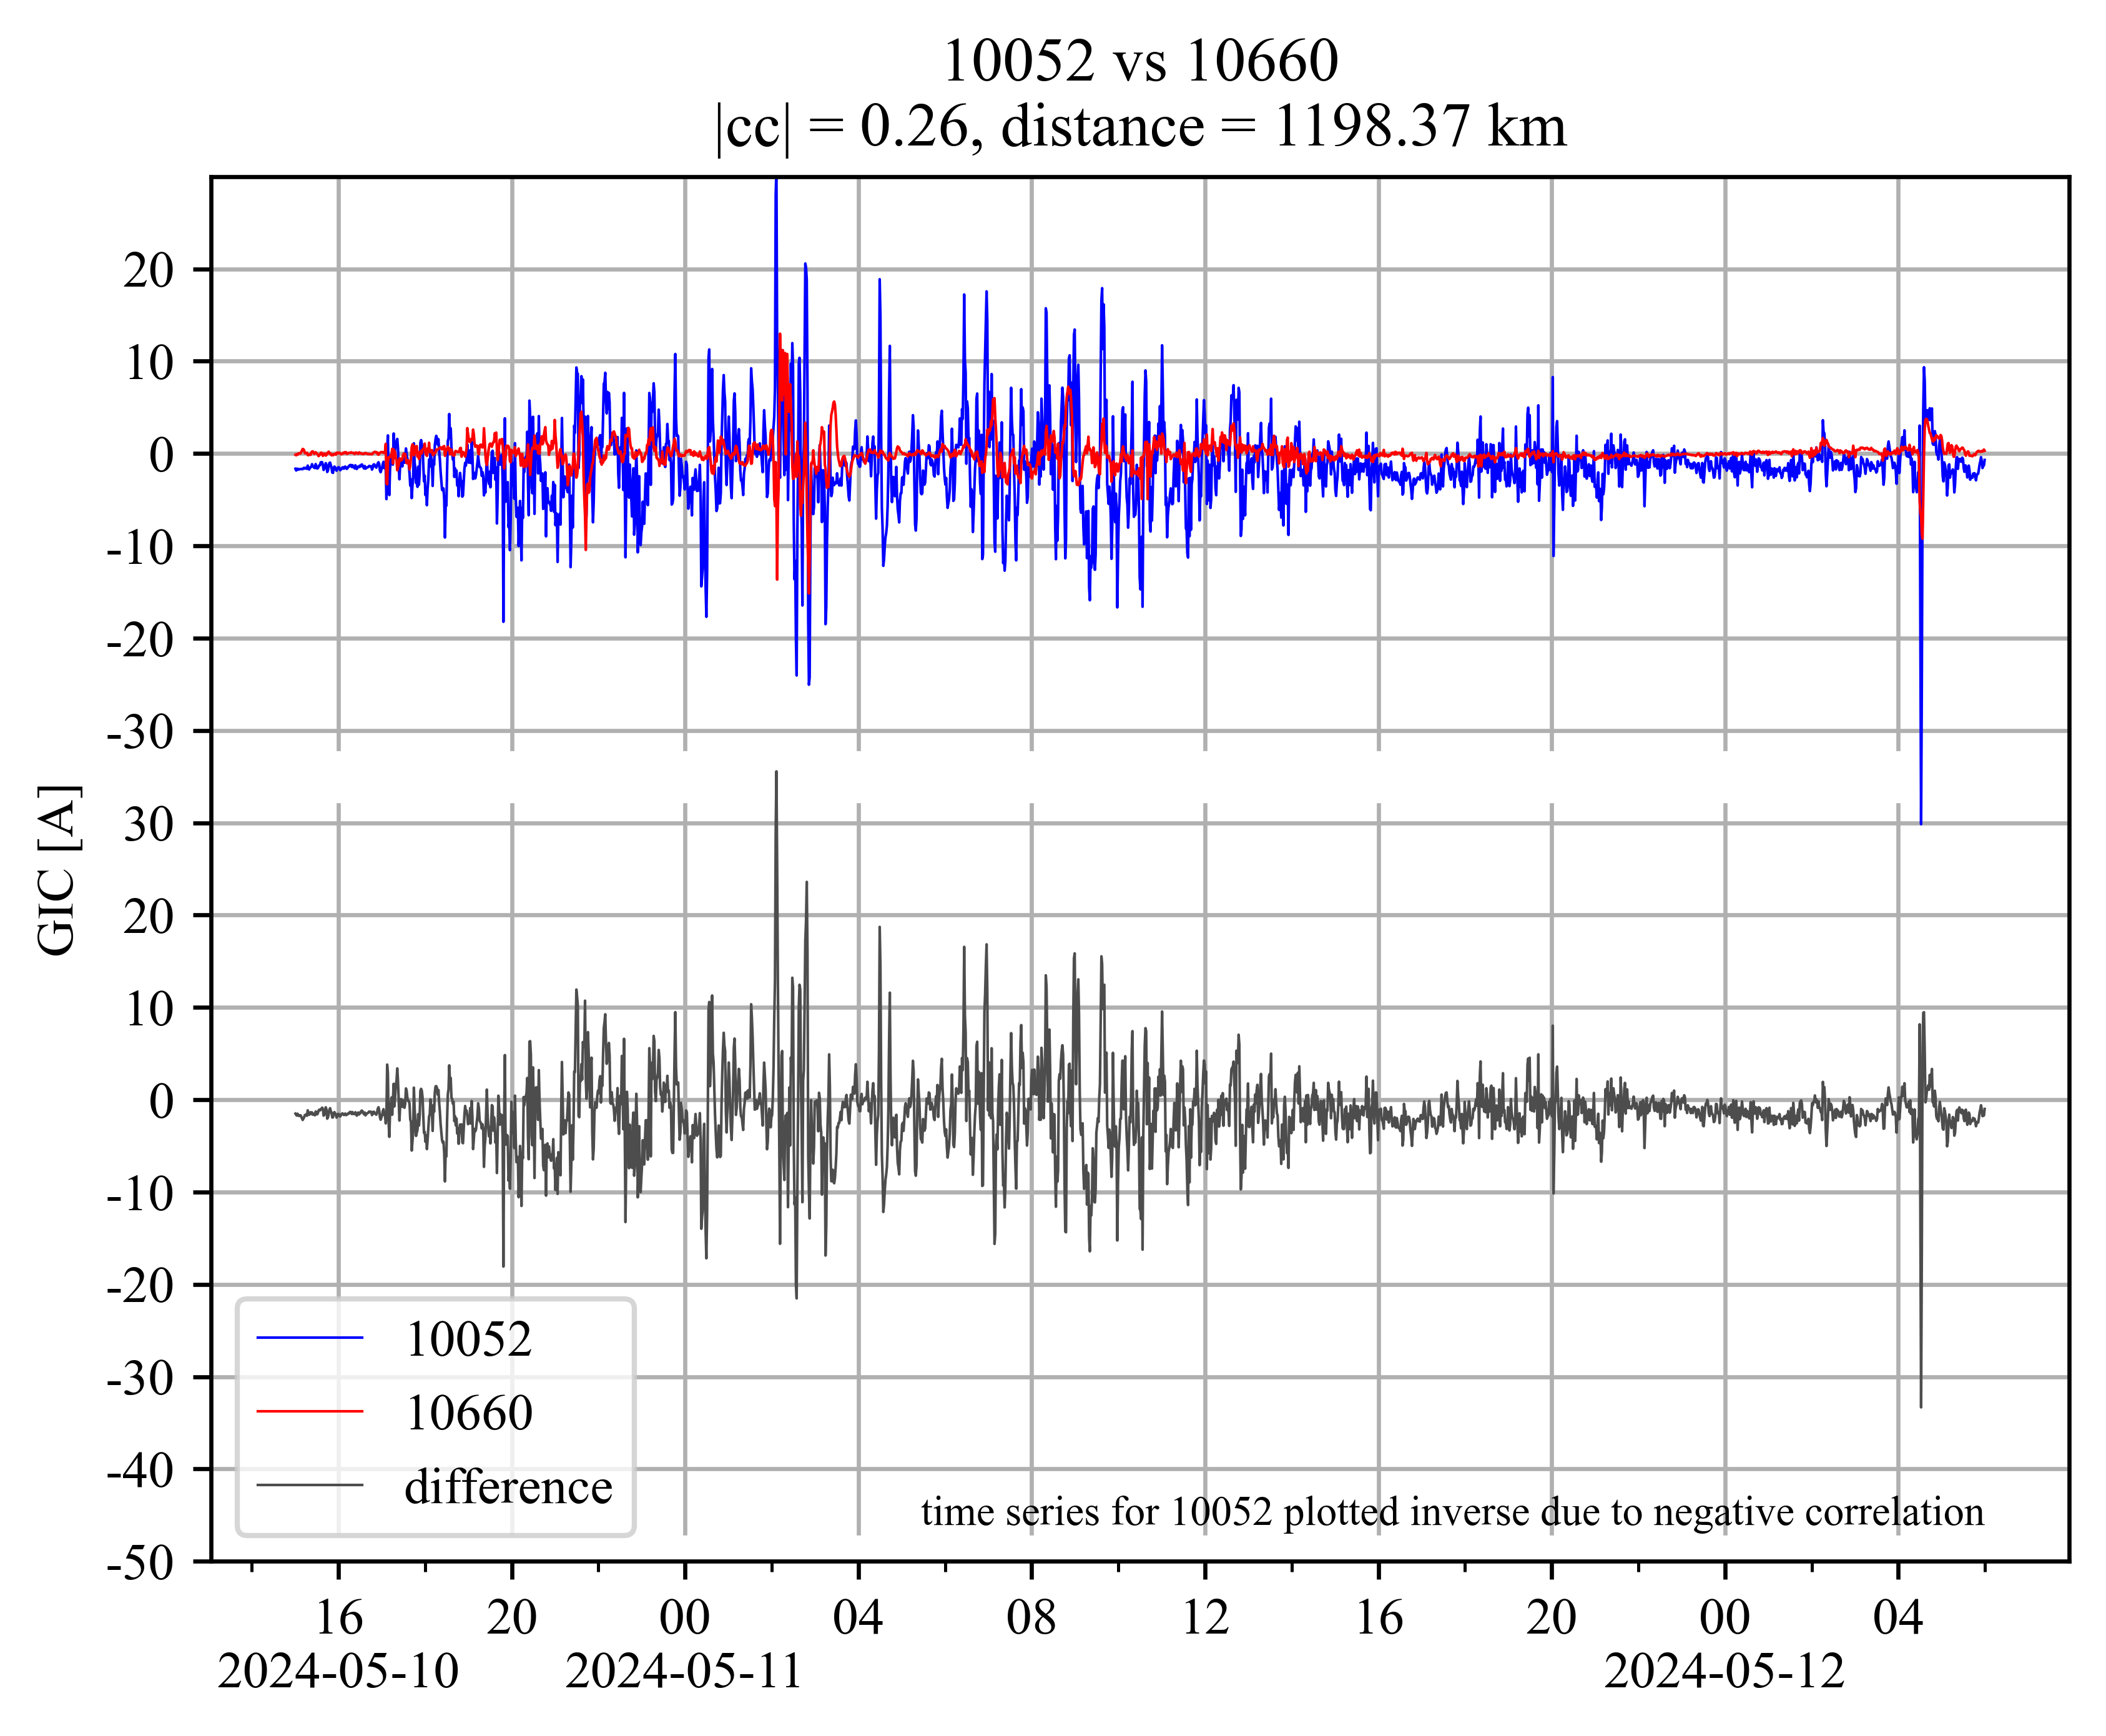 10052 vs 10660
|cc| = 0.26, distance = 1198.37 km
20
10
0
-10
-20
-30
30
20
10
0
-10
-20
-30
-40
-50
GIC [A]
10052
10660
difference
time series for 10052 plotted inverse due to negative correlation
16 20 00 04 08 12 16 20 00 04
2024-05-10 2024-05-11 2024-05-12